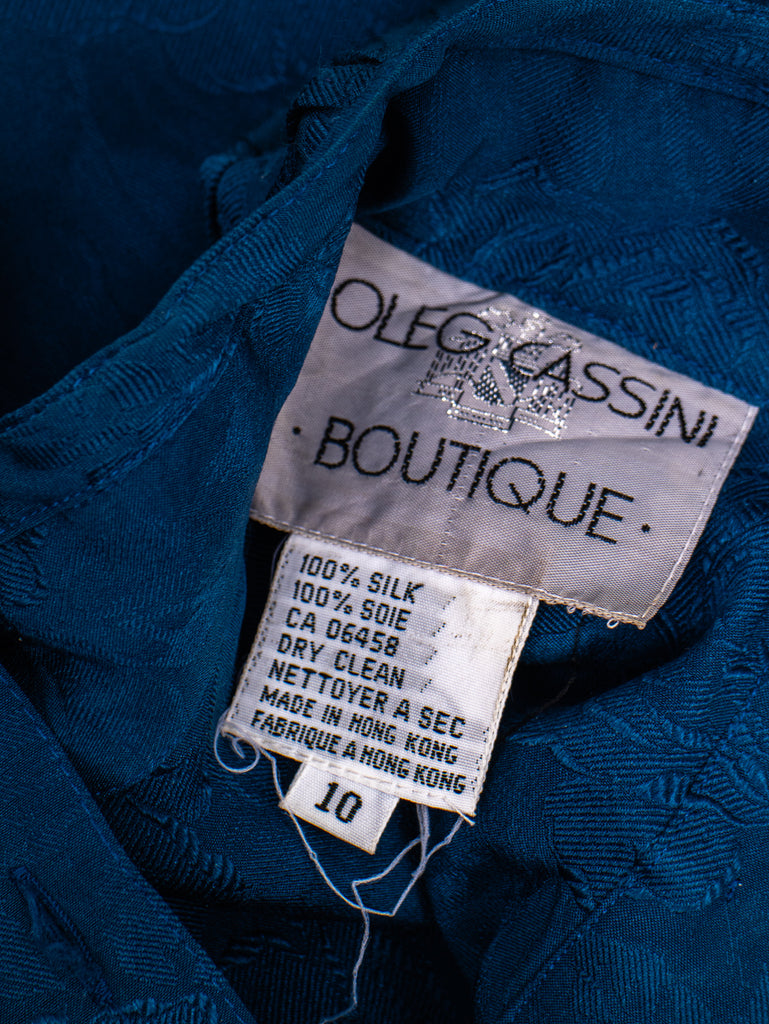 OLEG CASSINI
· BOUTIQUE ·
100% SILK
100% SOIE
CA 06458
DRY CLEAN
NETTOYER A SEC
MADE IN HONG KONG
FABRIQUE A HONG KONG
10